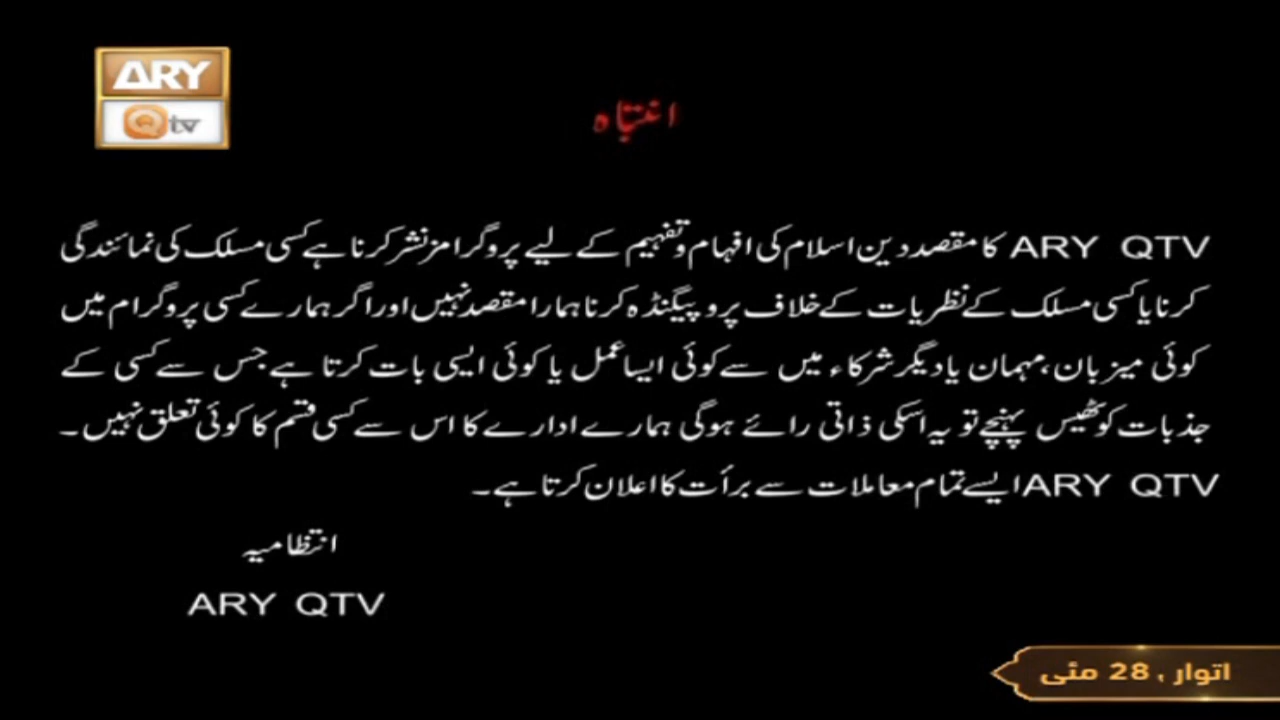 ARY
Qtv
انتباہ
ARY QTV کا مقصد دین اسلام کی افہام و تفہیم کے لیے پروگرامز نشر کرنا ہے کسی مسلک کی نمائندگی
کرنا یا کسی مسلک کے نظریات کے خلاف پروپیگنڈہ کرنا ہمارا مقصد نہیں اور اگر ہمارے کسی پروگرام میں
کوئی میزبان، مہمان یا دیگر شرکاء میں سے کوئی ایسا عمل یا کوئی ایسی بات کرتا ہے جس سے کسی کے
جذبات کو ٹھیس پہنچے تو یہ اسکی ذاتی رائے ہوگی ہمارے ادارے کا اس سے کسی قسم کا کوئی تعلق نہیں۔
ARY QTV ایسے تمام معاملات سے برأت کا اعلان کرتا ہے۔
انتظامیہ
ARY QTV
اتوار ، 28 مئی